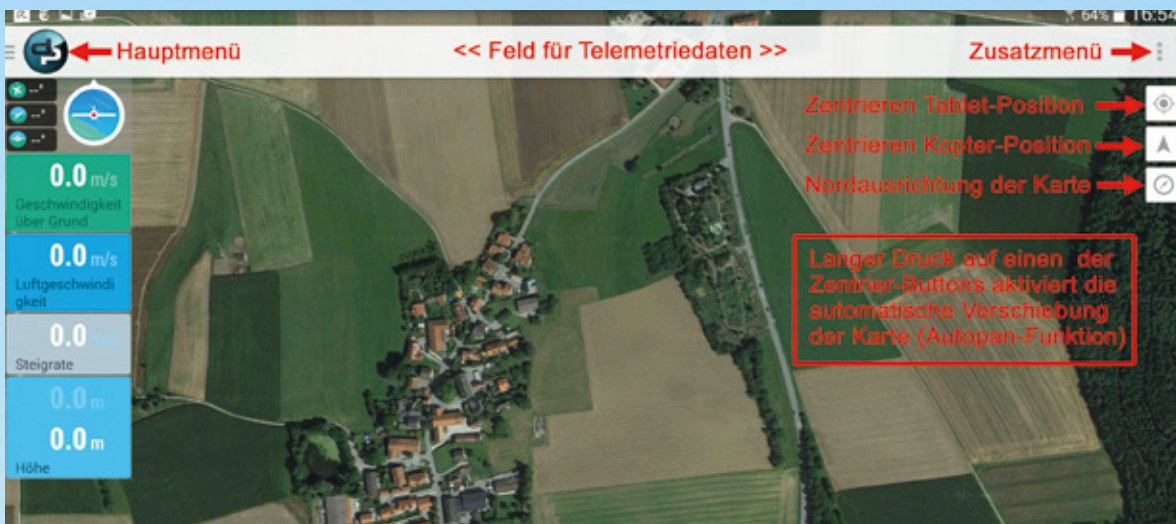 64% 16:54
Hauptmenü << Feld für Telemetriedaten >> Zusatzmenü
--°
--°
--°
Zentrieren Tablet-Position
Zentrieren Kopter-Position
Nordausrichtung der Karte
0.0 m/s
Geschwindigkeit
über Grund
0.0 m/s
Luftgeschwindi
gkeit
0.0 m/s
Steigrate
0.0 m
0.0 m
Höhe
Langer Druck auf einen der
Zentrier-Buttons aktiviert die
automatische Verschiebung
der Karte (Autopan-Funktion)